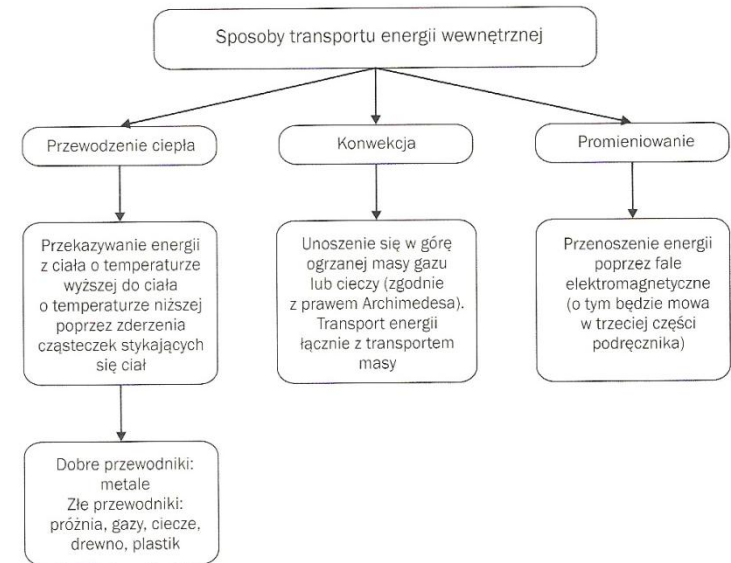 Sposoby transportu energii wewnętrznej
Przewodzenie ciepła
Konwekcja
Promieniowanie
Przekazywanie energii
z ciała o temperaturze
wyższej do ciała
o temperaturze niższej
poprzez zderzenia
cząsteczek stykających
się ciał
Unoszenie się w górę
ogrzanej masy gazu
lub cieczy (zgodnie
z prawem Archimedesa).
Transport energii
łącznie z transportem
masy
Przenoszenie energii
poprzez fale
elektromagnetyczne
(o tym będzie mowa
w trzeciej części
podręcznika)
Dobre przewodniki:
metale
Złe przewodniki:
próżnia, gazy, ciecze,
drewno, plastik